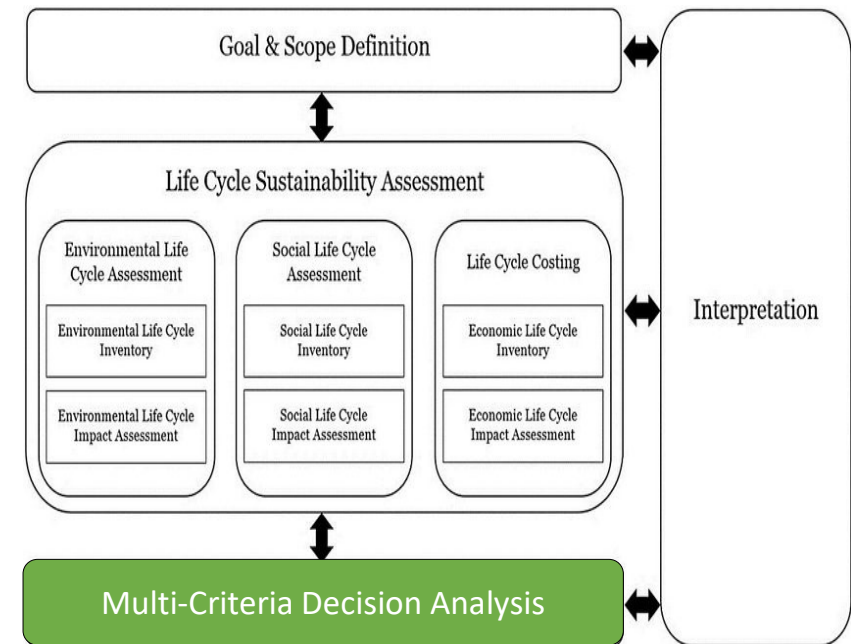 Goal & Scope Definition
Life Cycle Sustainability Assessment
Environmental Life
Cycle Assessment
Environmental Life Cycle
Inventory
Environmental Life Cycle
Impact Assessment
Social Life Cycle
Assessment
Social Life Cycle
Inventory
Social Life Cycle
Impact Assessment
Life Cycle Costing
Economic Life Cycle
Inventory
Economic Life Cycle
Impact Assessment
Interpretation
Multi-Criteria Decision Analysis